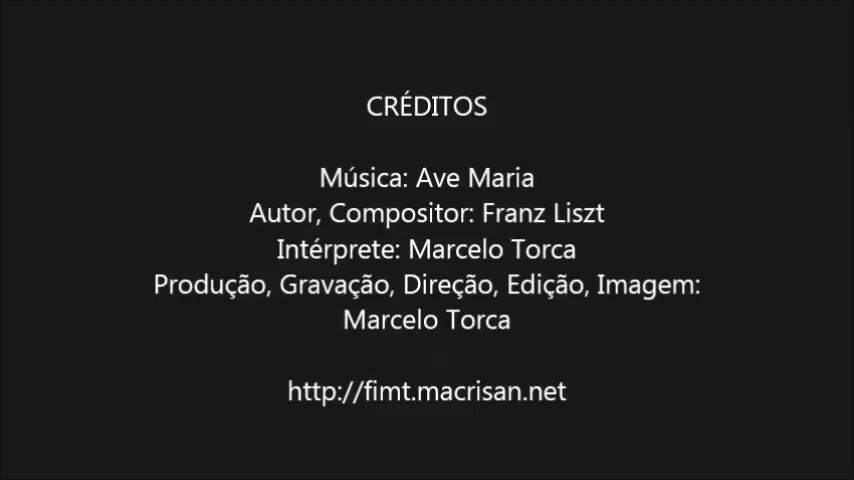 CRÉDITOS
Música: Ave Maria
Autor, Compositor: Franz Liszt
Intérprete: Marcelo Torca
Produção, Gravação, Direção, Edição, Imagem:
Marcelo Torca
http://fimt.macrisan.net